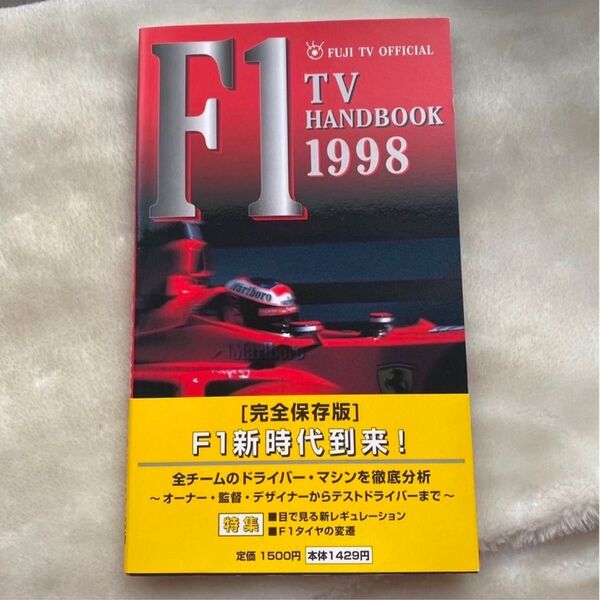 F1
FUJI TV OFFICIAL
TV
HANDBOOK
1998
Marlboro
Marlboro
[完全保存版]
F1新時代到来!
全チームのドライバー・マシンを徹底分析
～オーナー・監督・デザイナーからテストドライバーまで～
特集
■目で見る新レギュレーション
■F1タイヤの変遷
定価 1500円 本体1429円